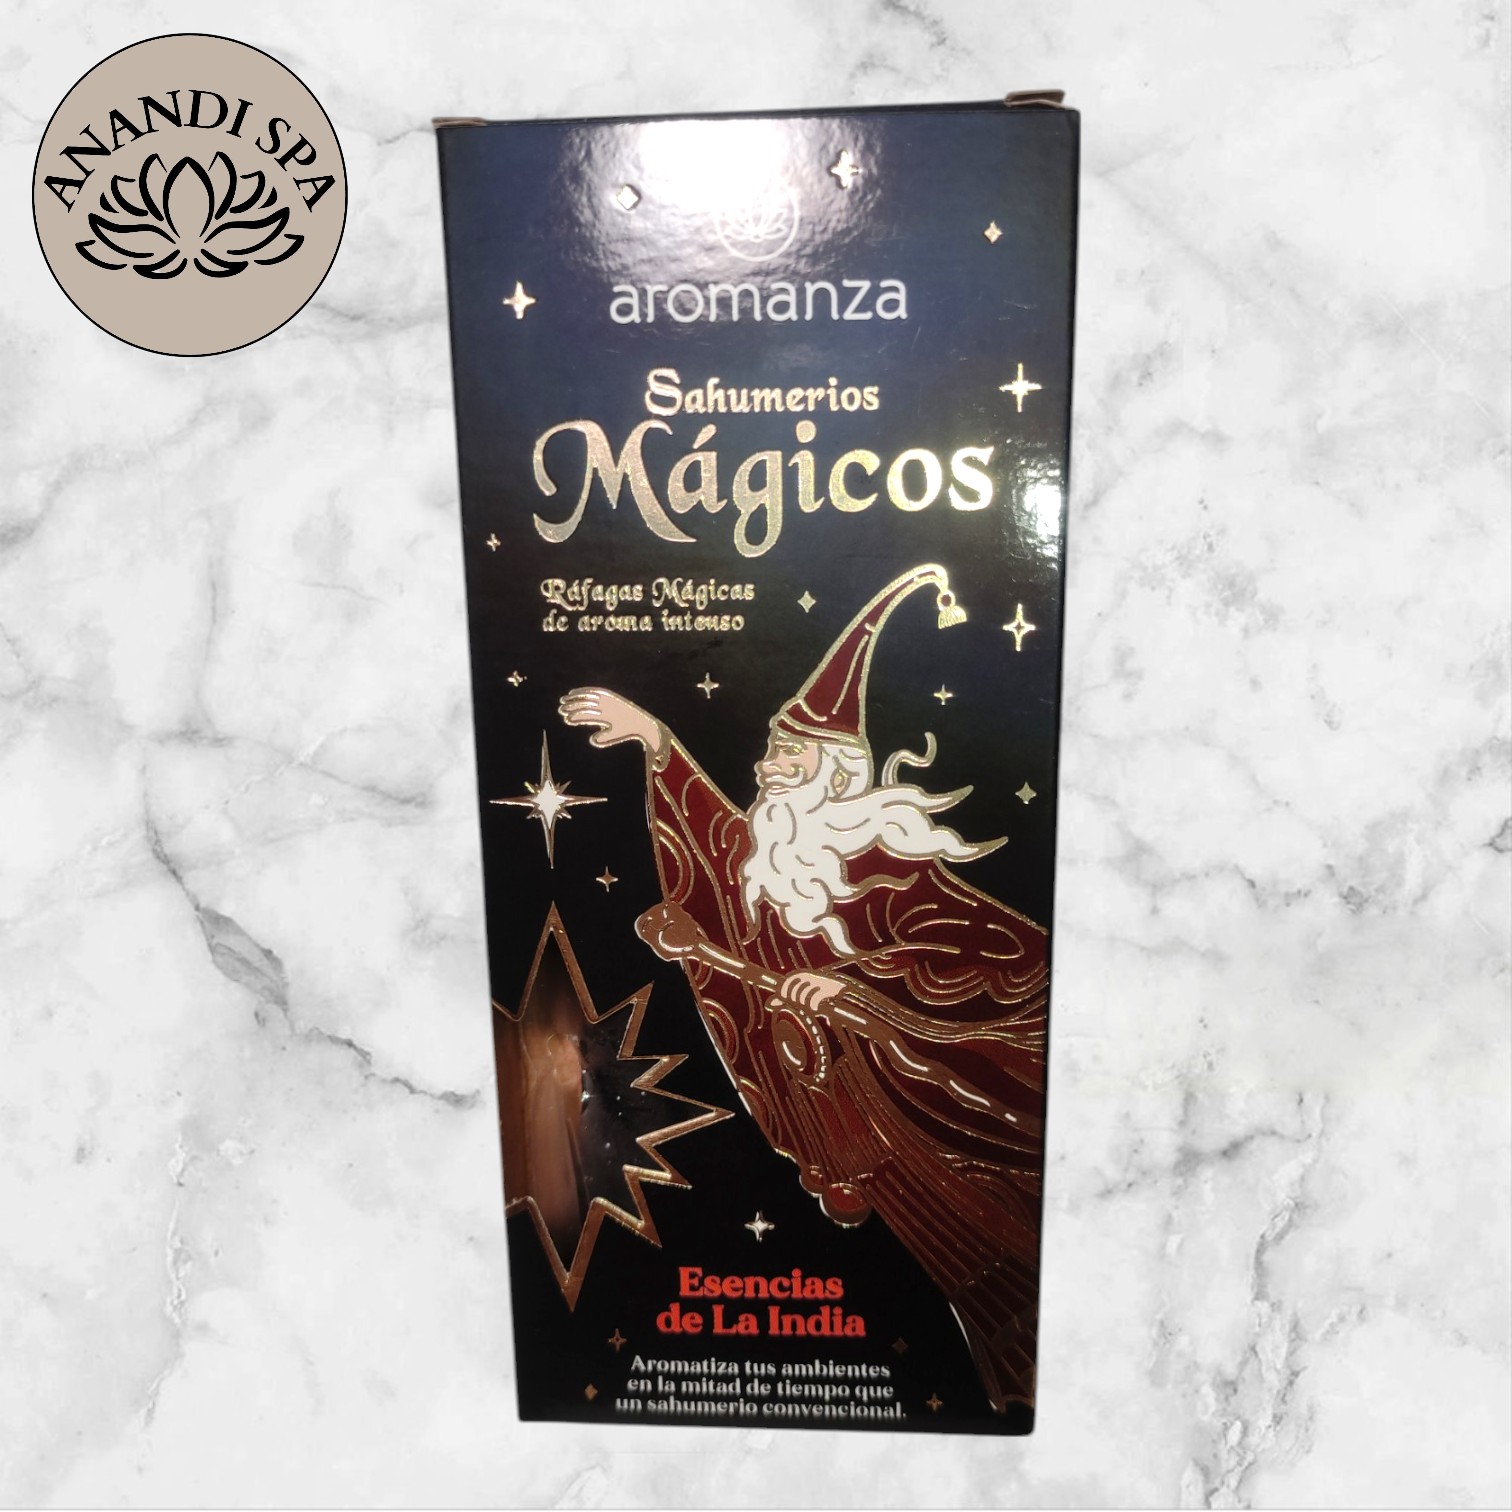 ANANDI SPA
aromanza
Sahumerios
Mágicos
Ráfagas Mágicas
de aroma intenso
Esencias
de La India
Aromatiza tus ambientes
en la mitad de tiempo que
un sahumerio convencional.